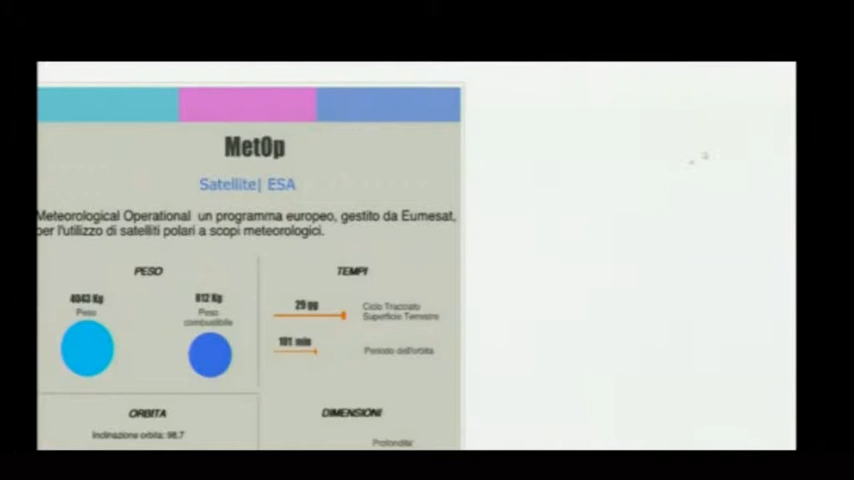 MetOp
Satellite| ESA
Meteorological Operational un programma europeo, gestito da Eumesat,
per l'utilizzo di satelliti polari a scopi meteorologici.
PESO
4043 Kg
Peso
812 Kg
Peso
combustibile
TEMPI
29 gg
Ciclo Tracciato
Superficie Terrestre
101 min
Periodo dell'orbita
ORBITA
Inclinazione orbita: 98,7
DIMENSIONI
Profondita'